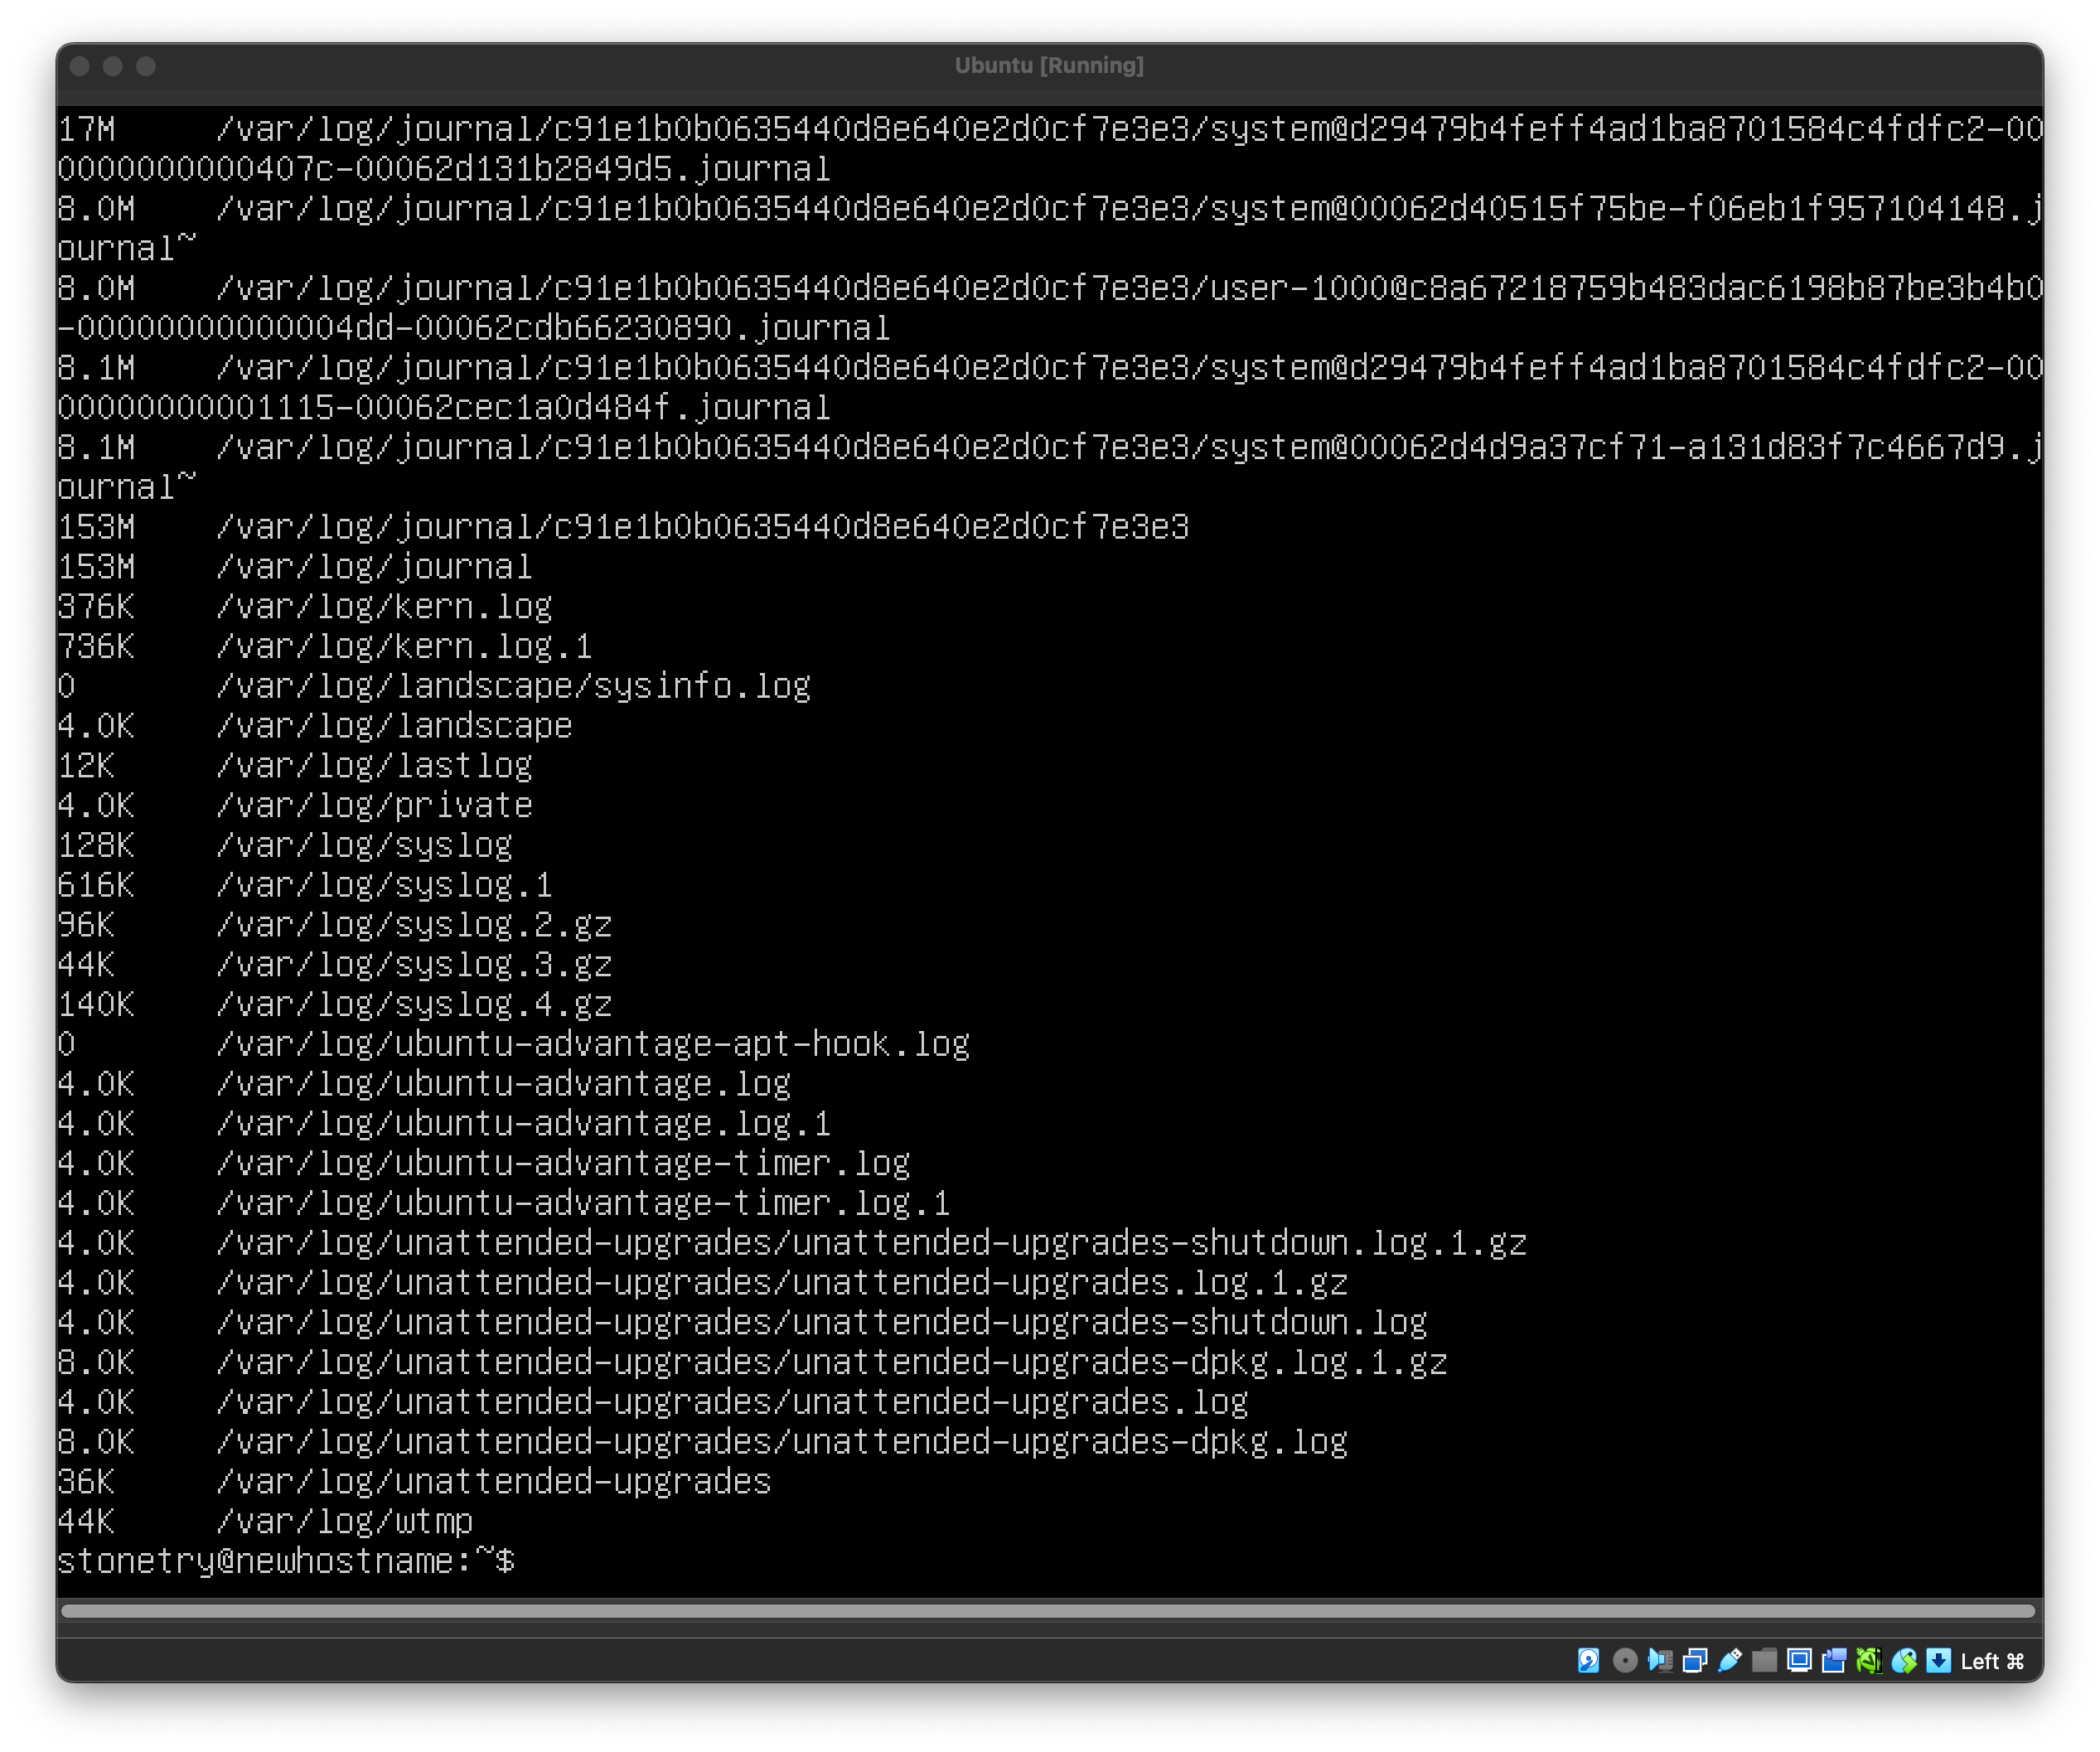 Ubuntu [Running]
17M     /var/log/journal/c91e1b0b0635440d8e640e2d0cf7e3e3/system@d29479b4feff4ad1ba8701584c4fdfc2-00
0000000000407c-00062d131b2849d5.journal
8.0M    /var/log/journal/c91e1b0b0635440d8e640e2d0cf7e3e3/system@00062d40515f75be-f06eb1f957104148.j
ournal~
8.0M    /var/log/journal/c91e1b0b0635440d8e640e2d0cf7e3e3/user-1000@c8a67218759b483dac6198b87be3b4b0
-00000000000004dd-00062cdb66230890.journal
8.1M    /var/log/journal/c91e1b0b0635440d8e640e2d0cf7e3e3/system@d29479b4feff4ad1ba8701584c4fdfc2-00
00000000001115-00062cec1a0d484f.journal
8.1M    /var/log/journal/c91e1b0b0635440d8e640e2d0cf7e3e3/system@00062d4d9a37cf71-a131d83f7c4667d9.j
ournal~
153M    /var/log/journal/c91e1b0b0635440d8e640e2d0cf7e3e3
153M    /var/log/journal
376K    /var/log/kern.log
736K    /var/log/kern.log.1
0       /var/log/landscape/sysinfo.log
4.0K    /var/log/landscape
12K     /var/log/lastlog
4.0K    /var/log/private
128K    /var/log/syslog
616K    /var/log/syslog.1
96K     /var/log/syslog.2.gz
44K     /var/log/syslog.3.gz
140K    /var/log/syslog.4.gz
0       /var/log/ubuntu-advantage-apt-hook.log
4.0K    /var/log/ubuntu-advantage.log
4.0K    /var/log/ubuntu-advantage.log.1
4.0K    /var/log/ubuntu-advantage-timer.log
4.0K    /var/log/ubuntu-advantage-timer.log.1
4.0K    /var/log/unattended-upgrades/unattended-upgrades-shutdown.log.1.gz
4.0K    /var/log/unattended-upgrades/unattended-upgrades.log.1.gz
4.0K    /var/log/unattended-upgrades/unattended-upgrades-shutdown.log
8.0K    /var/log/unattended-upgrades/unattended-upgrades-dpkg.log.1.gz
4.0K    /var/log/unattended-upgrades/unattended-upgrades.log
8.0K    /var/log/unattended-upgrades/unattended-upgrades-dpkg.log
36K     /var/log/unattended-upgrades
44K     /var/log/wtmp
stonetry@newhostname:~$
Left ⌘